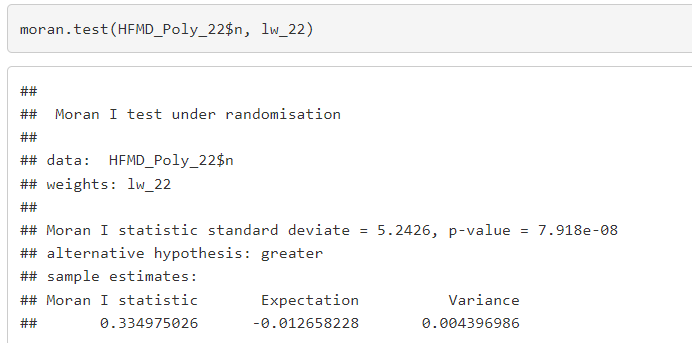 moran.test(HFMD_Poly_22$n, lw_22)
##
##  Moran I test under randomisation
##
## data:  HFMD_Poly_22$n
## weights: lw_22
##
## Moran I statistic standard deviate = 5.2426, p-value = 7.918e-08
## alternative hypothesis: greater
## sample estimates:
## Moran I statistic       Expectation          Variance
##       0.334975026      -0.012658228       0.004396986